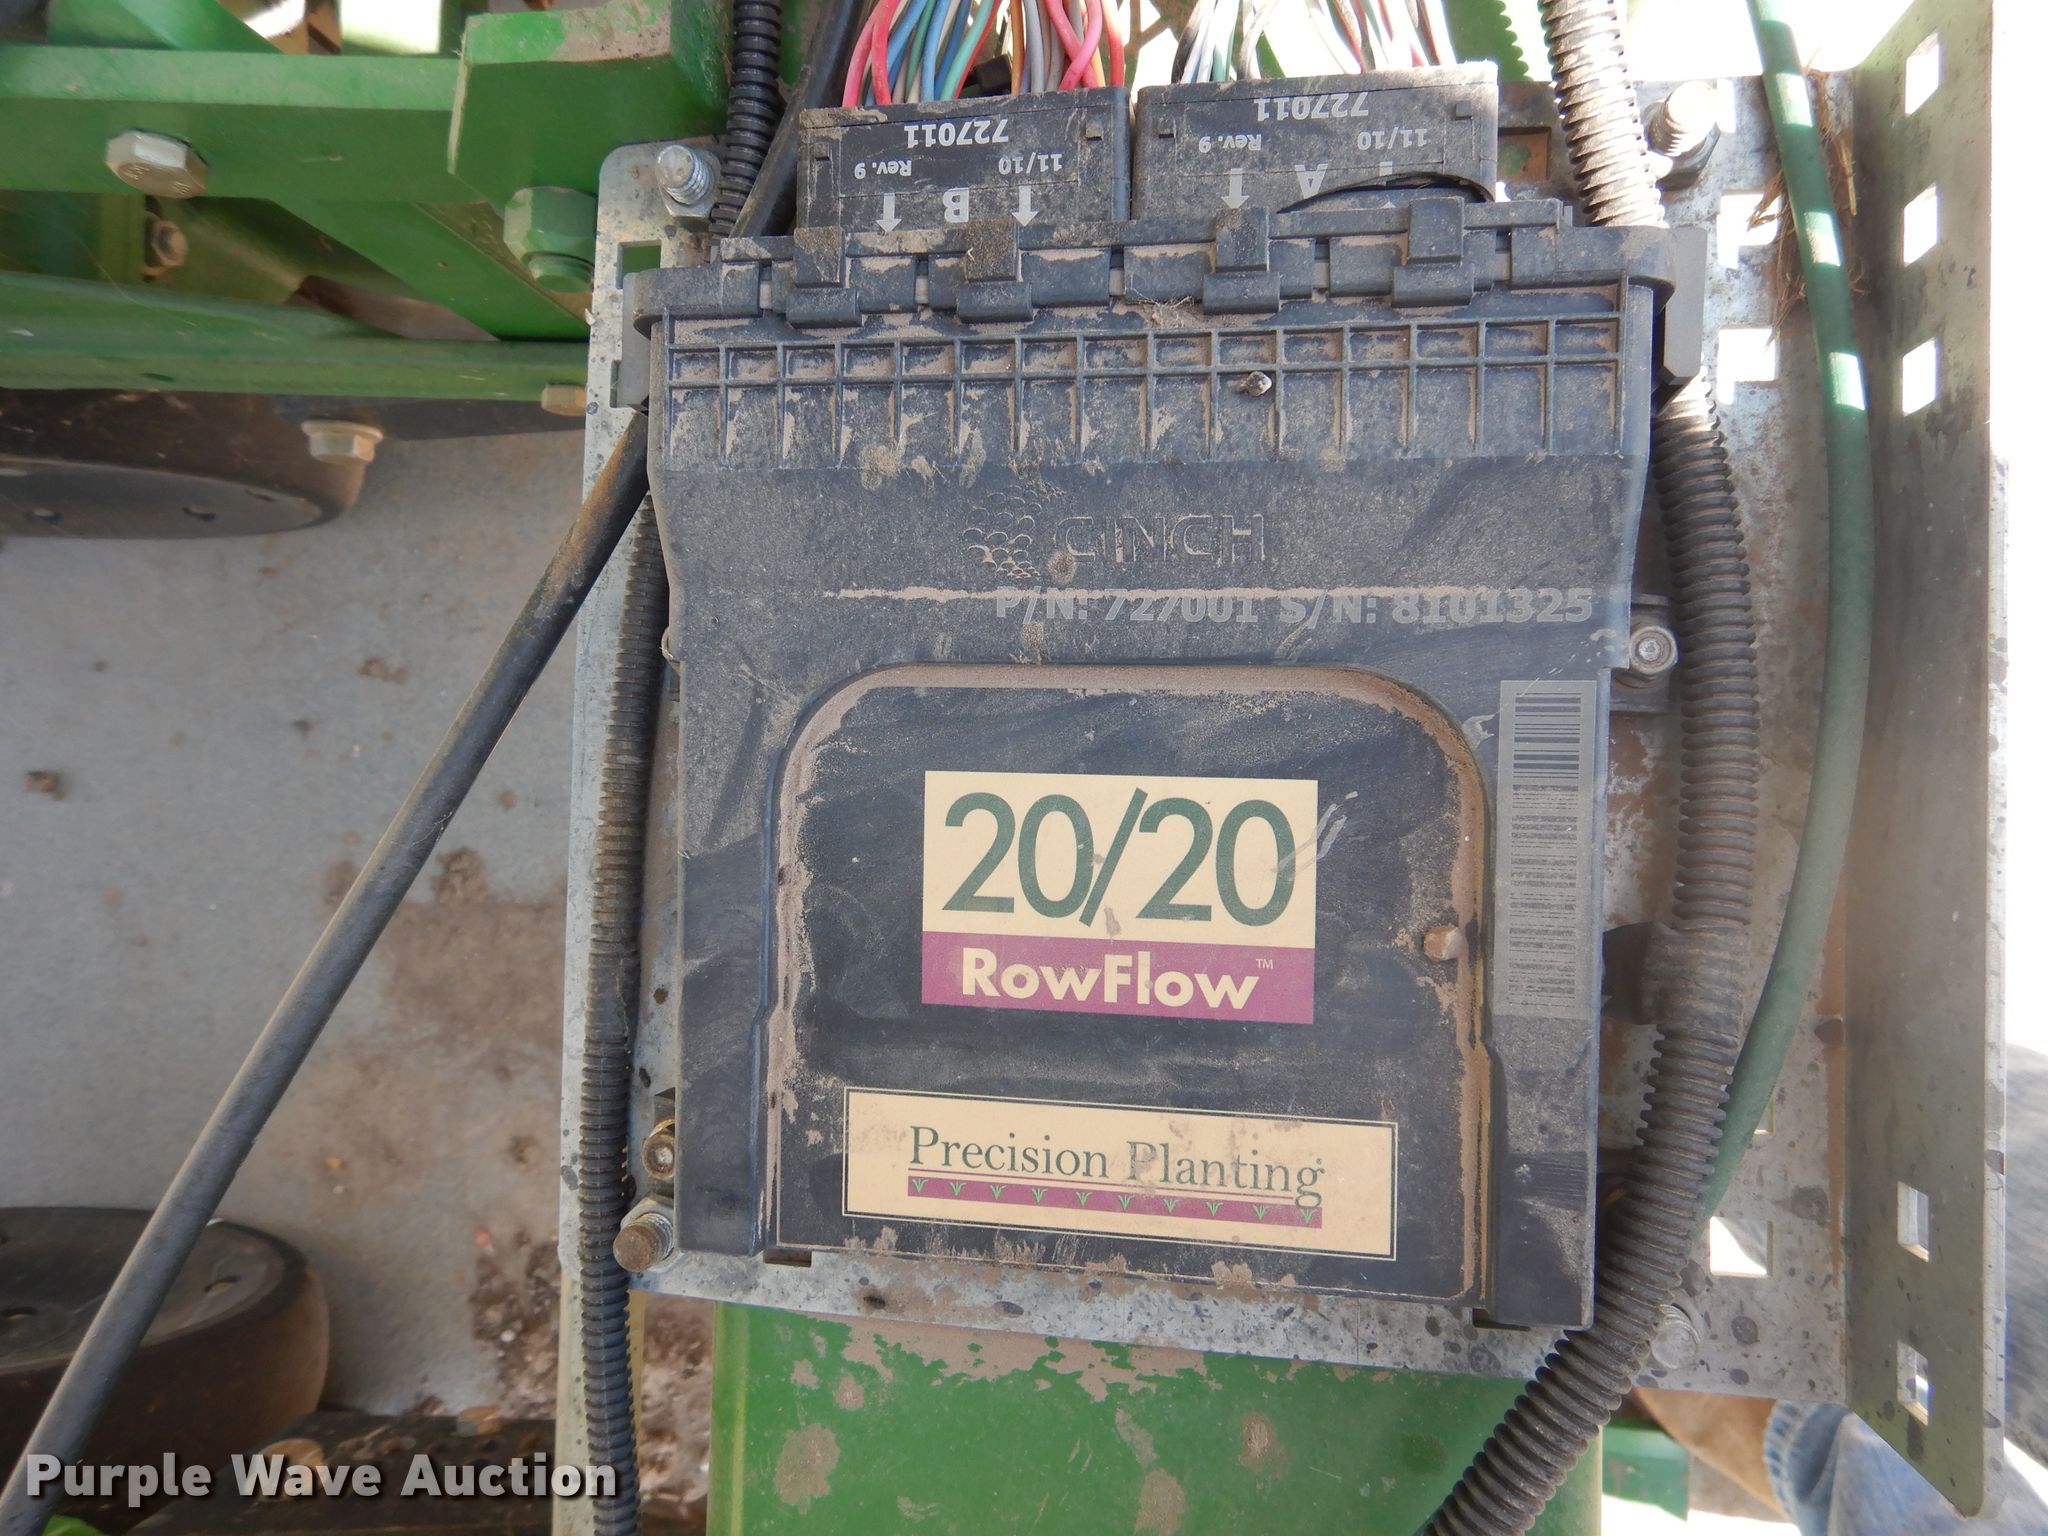 727011
11/10 Rev. 9
B
727011
11/10 Rev. 9
A
CINCH
P/N: 727001 S/N: 8101325
20/20
RowFlow™
Precision Planting
Purple Wave Auction